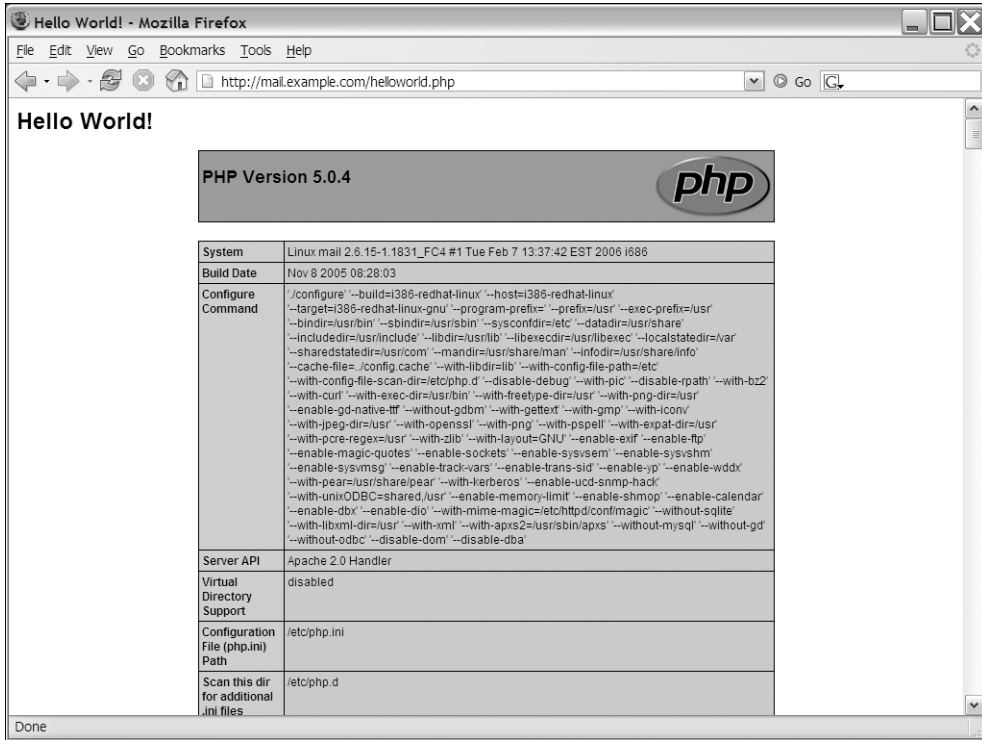 Hello World! - Mozilla Firefox
File Edit View Go Bookmarks Tools Help
http://mail.example.com/helloworld.php
Go
G
Hello World!
PHP Version 5.0.4
php
System Linux mail 2.6.15-1.1831_FC4 #1 Tue Feb 7 13:37:42 EST 2006 i686
Build Date Nov 8 2005 08:28:03
Configure Command
'./configure' '--build=i386-redhat-linux' '--host=i386-redhat-linux'
'--target=i386-redhat-linux-gnu' '--program-prefix=' '--prefix=/usr' '--exec-prefix=/usr'
'--bindir=/usr/bin' '--sbindir=/usr/sbin' '--sysconfdir=/etc' '--datadir=/usr/share'
'--includedir=/usr/include' '--libdir=/usr/lib' '--libexecdir=/usr/libexec' '--localstatedir=/var'
'--sharedstatedir=/usr/com' '--mandir=/usr/share/man' '--infodir=/usr/share/info'
'--cache-file=../config.cache' '--with-libdir=lib' '--with-config-file-path=/etc'
'--with-config-file-scan-dir=/etc/php.d' '--disable-debug' '--with-pic' '--disable-rpath' '--with-bz2'
'--with-curl' '--with-exec-dir=/usr/bin' '--with-freetype-dir=/usr' '--with-png-dir=/usr'
'--enable-gd-native-ttf' '--without-gdbm' '--with-gettext' '--with-gmp' '--with-iconv'
'--with-jpeg-dir=/usr' '--with-openssl' '--with-png' '--with-pspell' '--with-expat-dir=/usr'
'--with-pcre-regex=/usr' '--with-zlib' '--with-layout=GNU' '--enable-exif' '--enable-ftp'
'--enable-magic-quotes' '--enable-sockets' '--enable-sysvsem' '--enable-sysvshm'
'--enable-sysvmsg' '--enable-track-vars' '--enable-trans-sid' '--enable-yp' '--enable-wddx'
'--with-pear=/usr/share/pear' '--with-kerberos' '--enable-ucd-snmp-hack'
'--with-unixODBC=shared,/usr' '--enable-memory-limit' '--enable-shmop' '--enable-calendar'
'--enable-dbx' '--enable-dio' '--with-mime-magic=/etc/httpd/conf/magic' '--without-sqlite'
'--with-libxml-dir=/usr' '--with-xml' '--with-apxs2=/usr/sbin/apxs' '--without-mysql' '--without-gd'
'--without-odbc' '--disable-dom' '--disable-dba'
Server API Apache 2.0 Handler
Virtual Directory Support
disabled
Configuration File (php.ini) Path
/etc/php.ini
Scan this dir for additional .ini files
/etc/php.d
Done